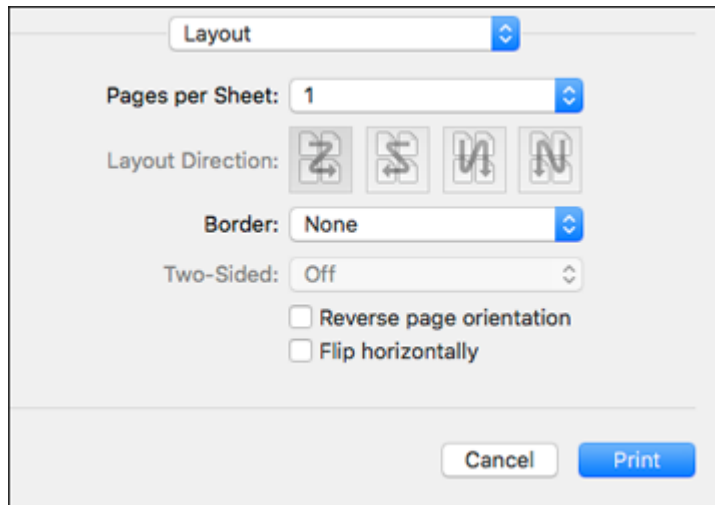 Layout
Pages per Sheet: 1
Layout Direction:
Border: None
Two-Sided: Off
Reverse page orientation
Flip horizontally
Cancel Print